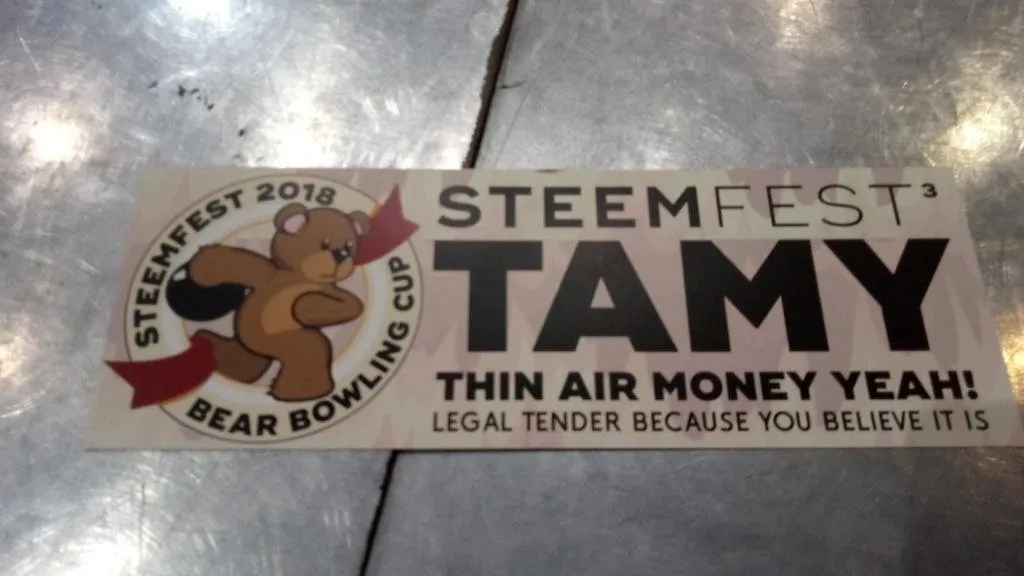 STEEMFEST 2018
BEAR BOWLING CUP
STEEMFEST³
TAMY
THIN AIR MONEY YEAH!
LEGAL TENDER BECAUSE YOU BELIEVE IT IS